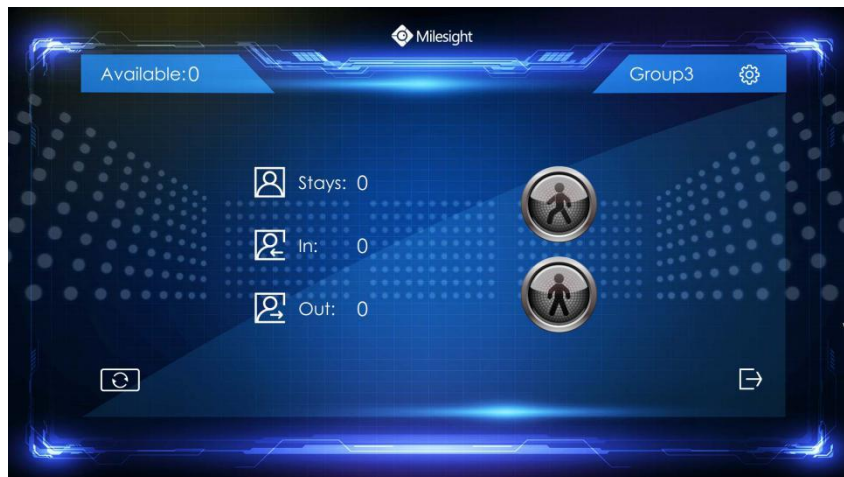 Milesight
Available:0
Group3
Stays: 0
In: 0
Out: 0